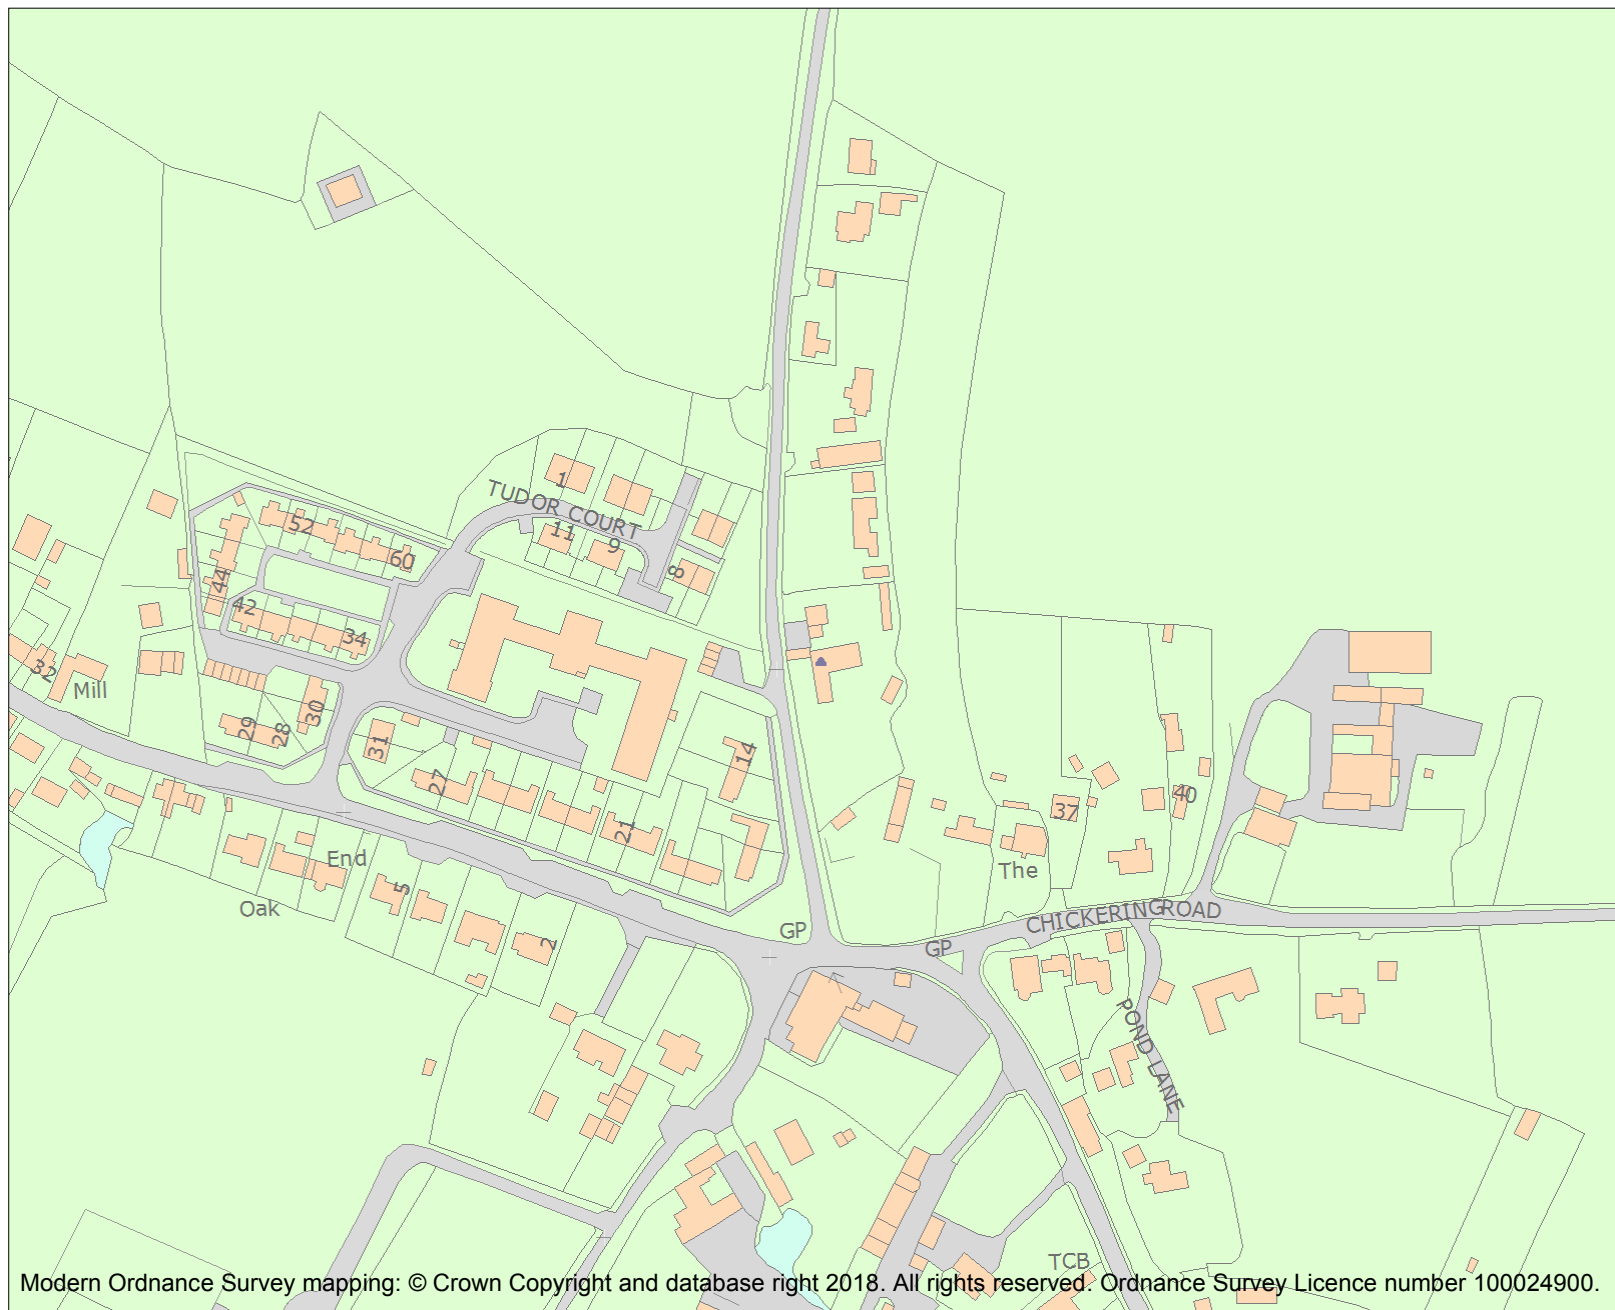 1
TUDOR COURT
11
9
8
52
60
44
42
34
32
Mill
29
28
30
31
27
21
14
End
5
Oak
2
GP
GP
37
40
The
CHICKERING ROAD
POND LANE
TCB
Modern Ordnance Survey mapping: © Crown Copyright and database right 2018. All rights reserved. Ordnance Survey Licence number 100024900.